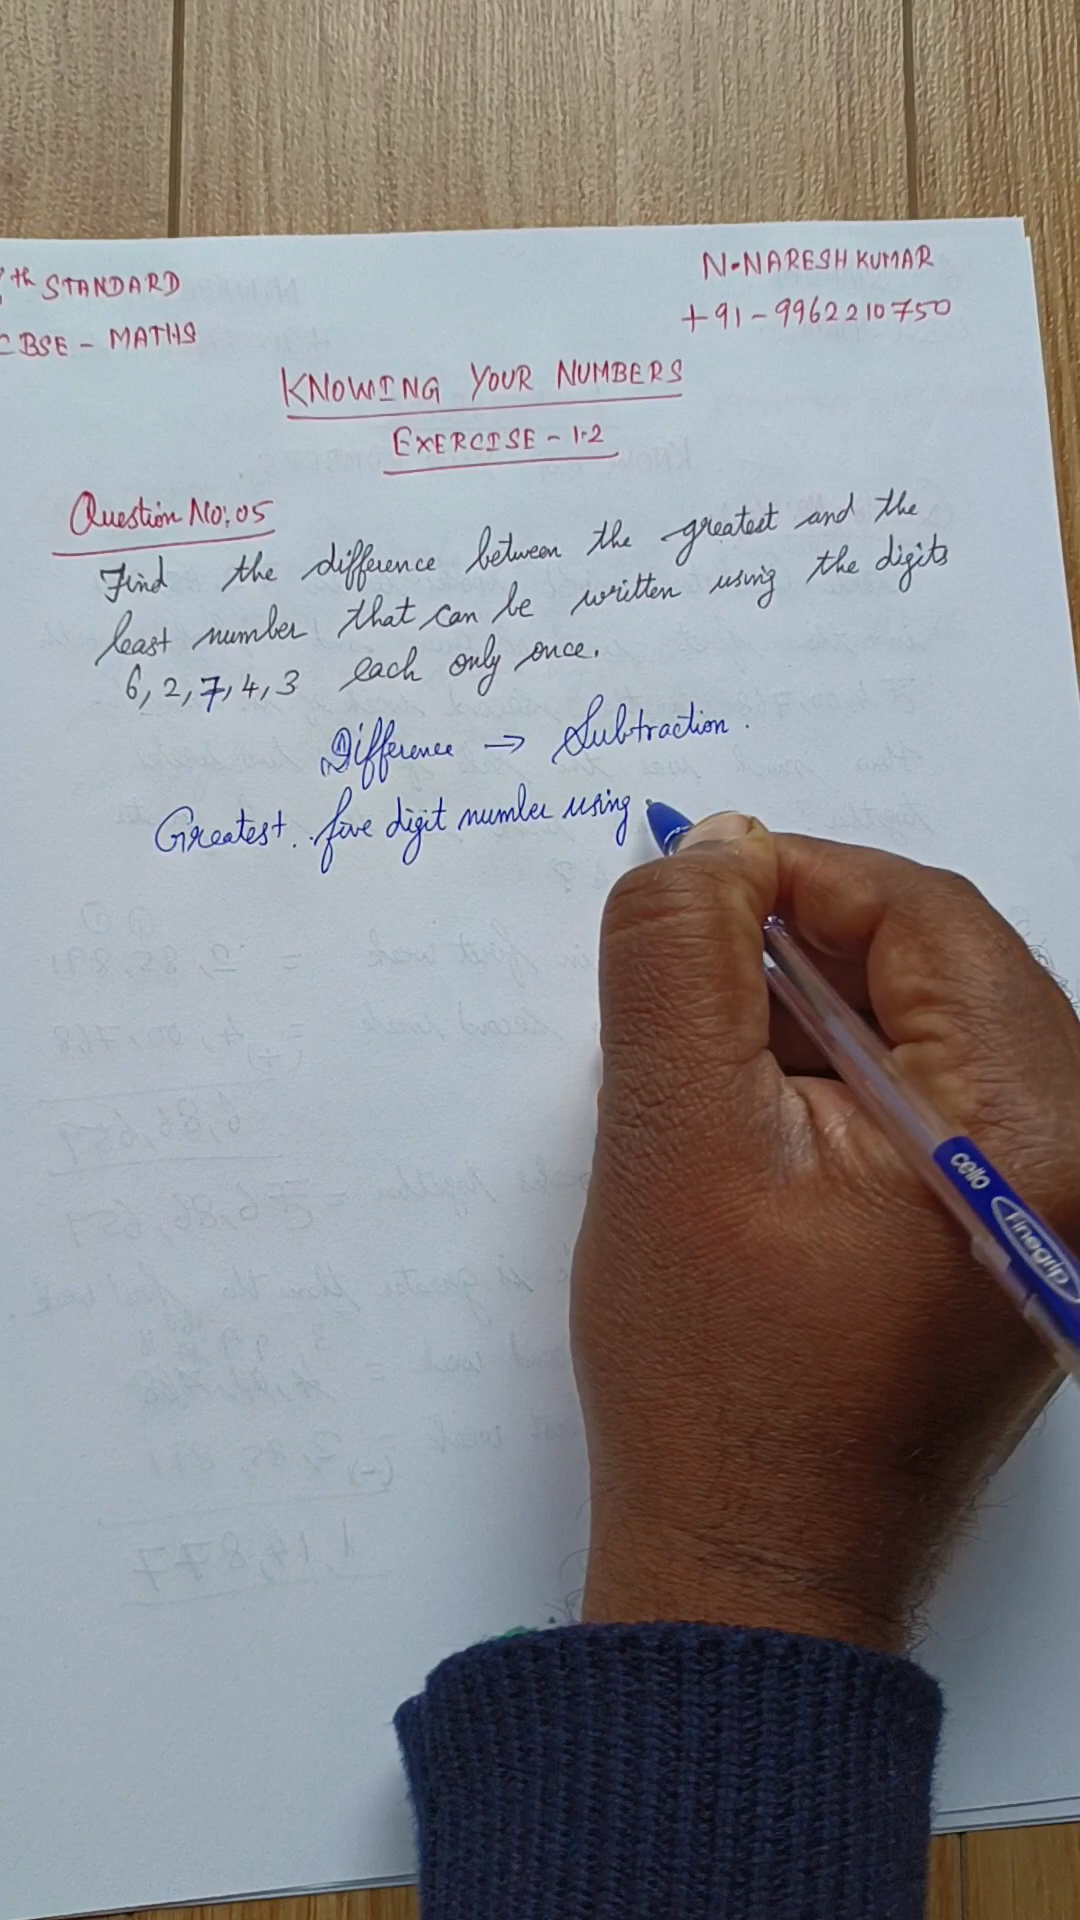 th STANDARD
CBSE - MATHS
N. NARESH KUMAR
+91-9962210750
KNOWING YOUR NUMBERS
EXERCISE - 1.2
Question No: 05
Find the difference between the greatest and the
least number that can be written using the digits
6, 2, 7, 4, 3 each only once.
Difference → Subtraction.
Greatest five digit number using
cello
Finegrip